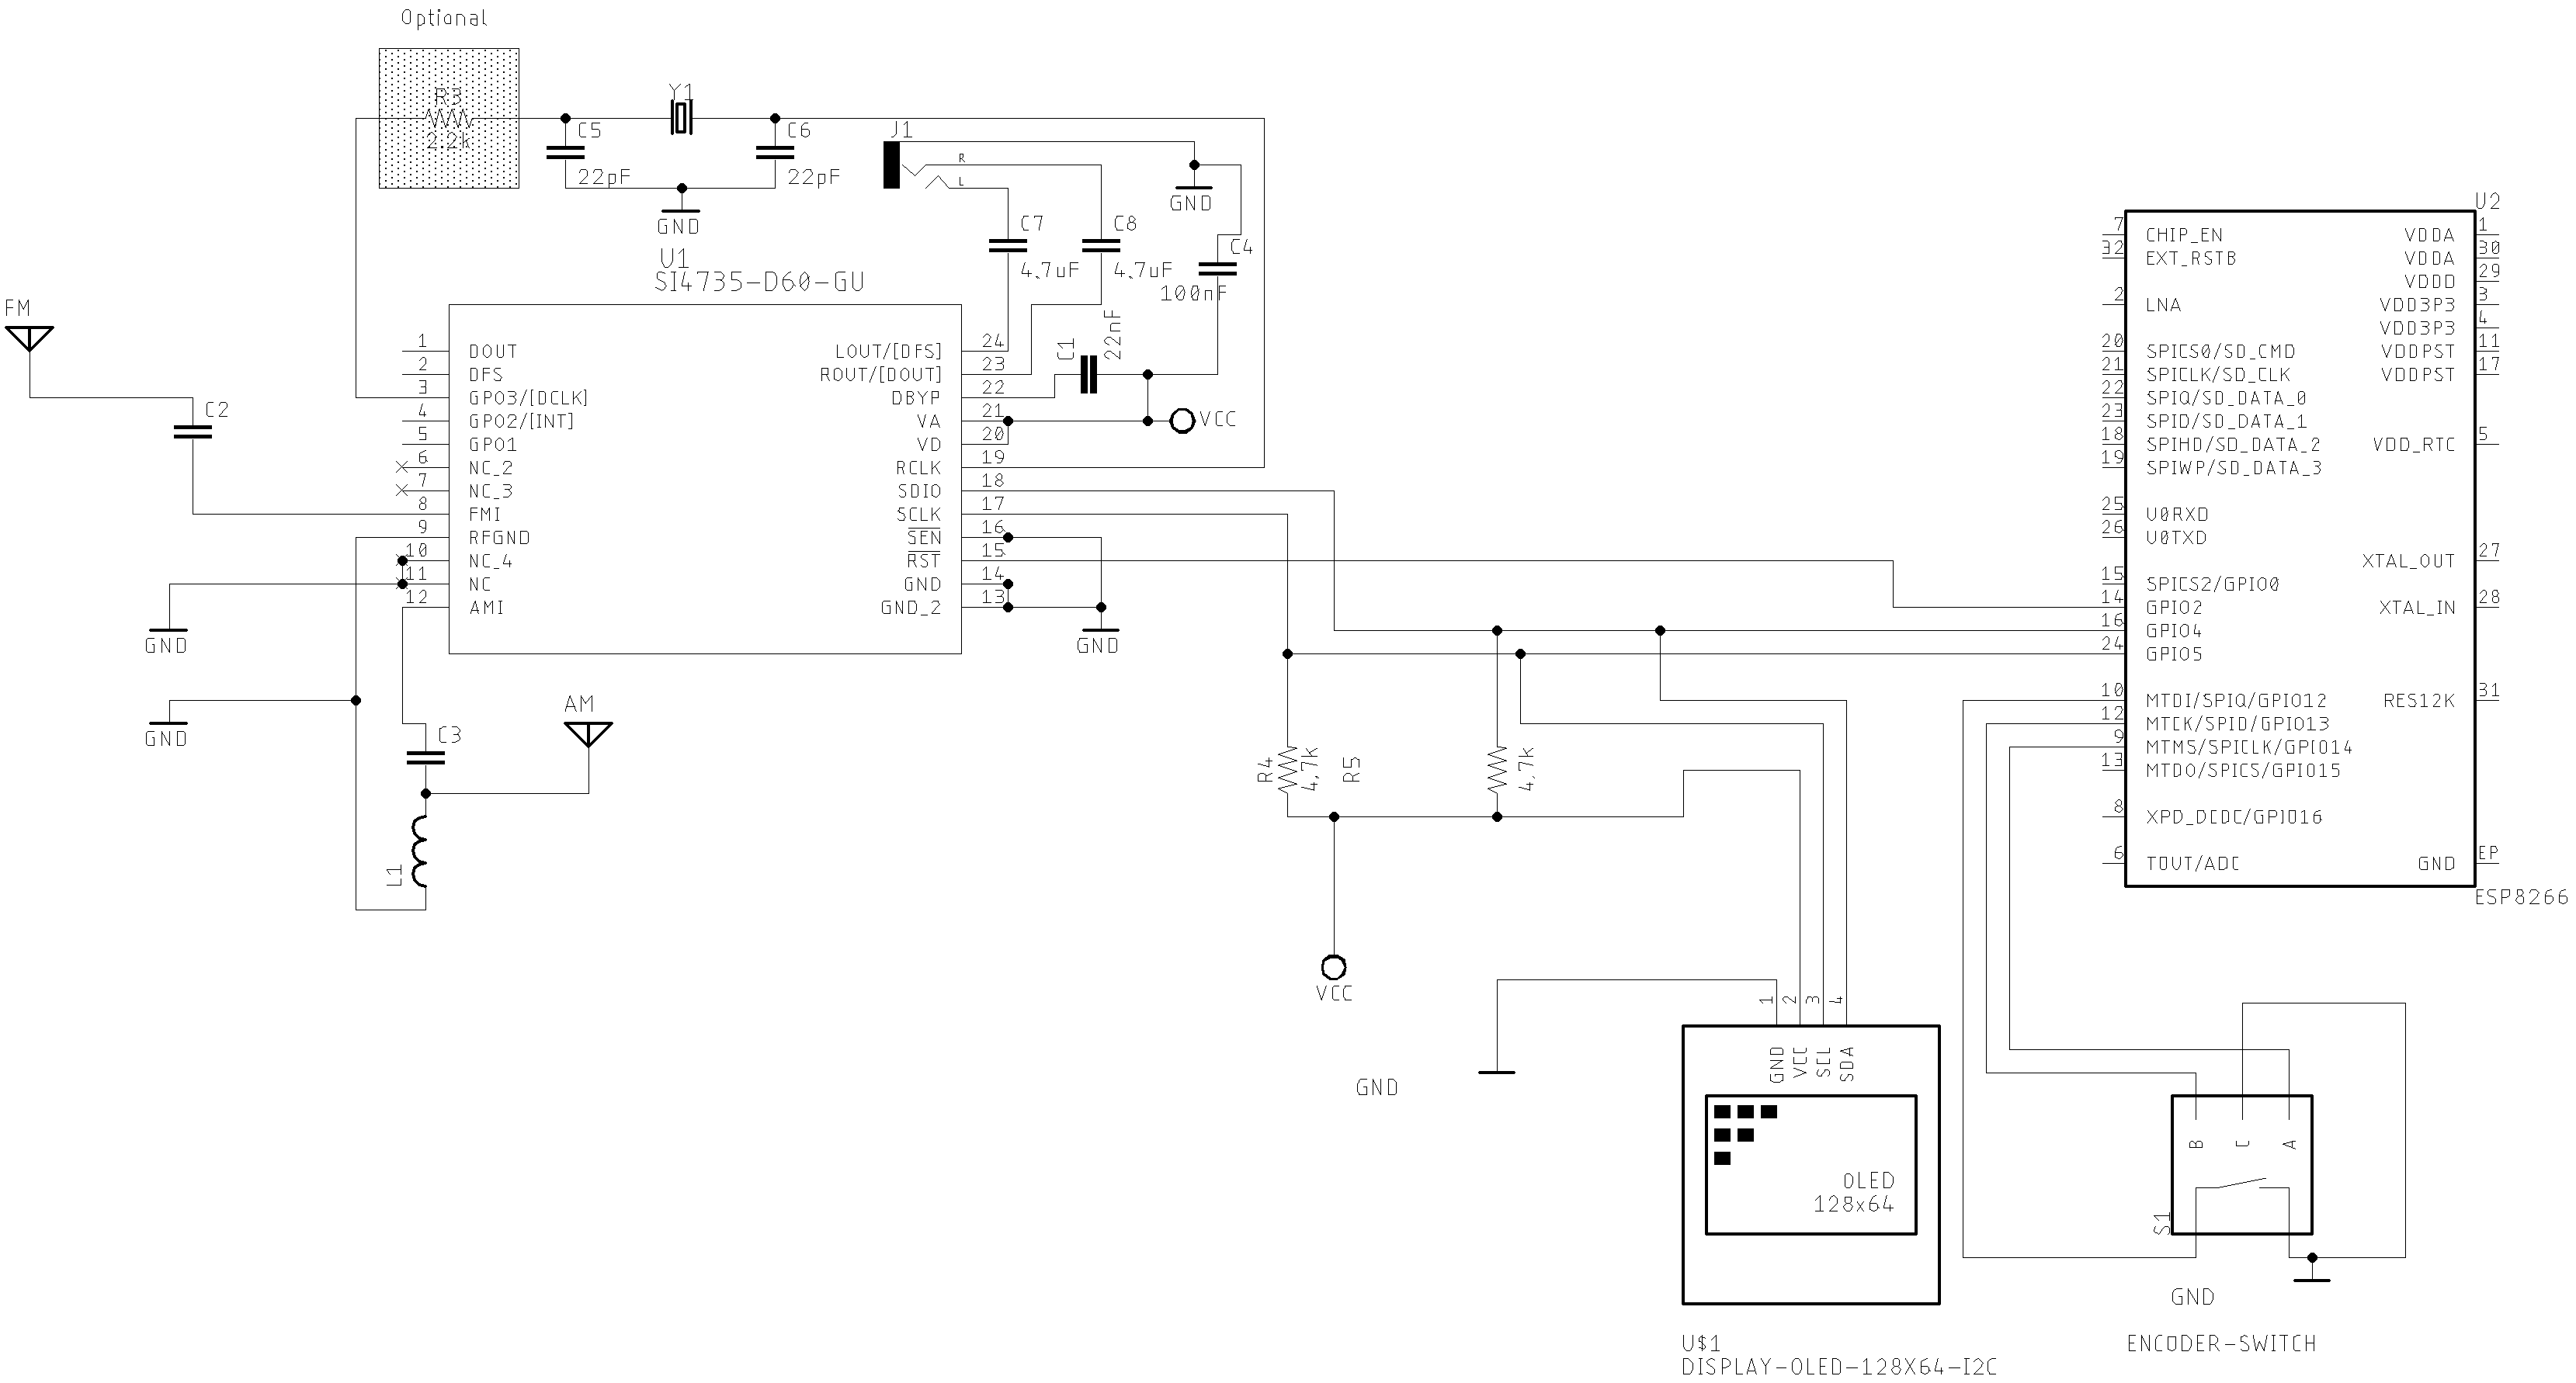 Optional
R3
2.2k
Y1
C5
22pF
C6
22pF
GND
J1
R
L
GND
C7
4.7uF
C8
4.7uF
C4
100nF
C1
22nF
VCC
U1
SI4735-D60-GU
1 DOUT
2 DFS
3 GPO3/[DCLK]
4 GPO2/[INT]
5 GPO1
6 NC_2
7 NC_3
8 FMI
9 RFGND
10 NC_4
11 NC
12 AMI
LOUT/[DFS] 24
ROUT/[DOUT] 23
DBYP 22
VA 21
VD 20
RCLK 19
SDIO 18
SCLK 17
SEN 16
RST 15
GND 14
GND_2 13
GND
FM
C2
GND
GND
C3
AM
L1
R4
4.7K
R5
4.7K
VCC
GND
U2
7 CHIP_EN
32 EXT_RSTB
2 LNA
20 SPICS0/SD_CMD
21 SPICLK/SD_CLK
22 SPIQ/SD_DATA_0
23 SPID/SD_DATA_1
18 SPIHD/SD_DATA_2
19 SPIWP/SD_DATA_3
25 U0RXD
26 U0TXD
15 SPICS2/GPIO0
14 GPIO2
16 GPIO4
24 GPIO5
10 MTDI/SPIQ/GPIO12
12 MTCK/SPID/GPIO13
9 MTMS/SPICLK/GPIO14
13 MTDO/SPICS/GPIO15
8 XPD_DCDC/GPIO16
6 TOUT/ADC
VDDA 1
VDDA 30
VDDD 29
VDD3P3 3
VDD3P3 4
VDDPST 11
VDDPST 17
VDD_RTC 5
XTAL_OUT 27
XTAL_IN 28
RES12K 31
GND EP
ESP8266
1 2 3 4
GND
VCC
SCL
SDA
OLED
128x64
U$1
DISPLAY-OLED-128X64-I2C
B
C
A
S1
GND
ENCODER-SWITCH